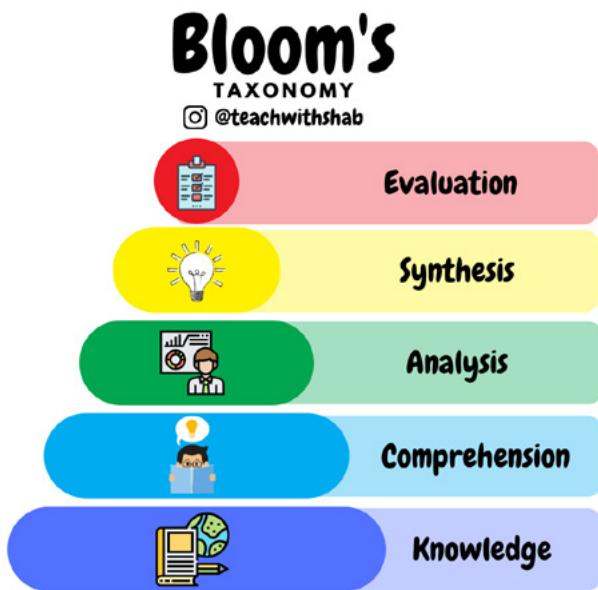 Bloom's
TAXONOMY
@teachwithshab
Evaluation
Synthesis
Analysis
Comprehension
Knowledge